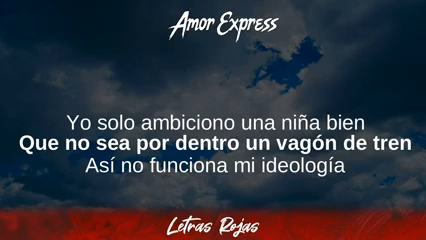 Amor Express
Yo solo ambiciono una niña bien
Que no sea por dentro un vagón de tren
Así no funciona mi ideología
Letras Rojas